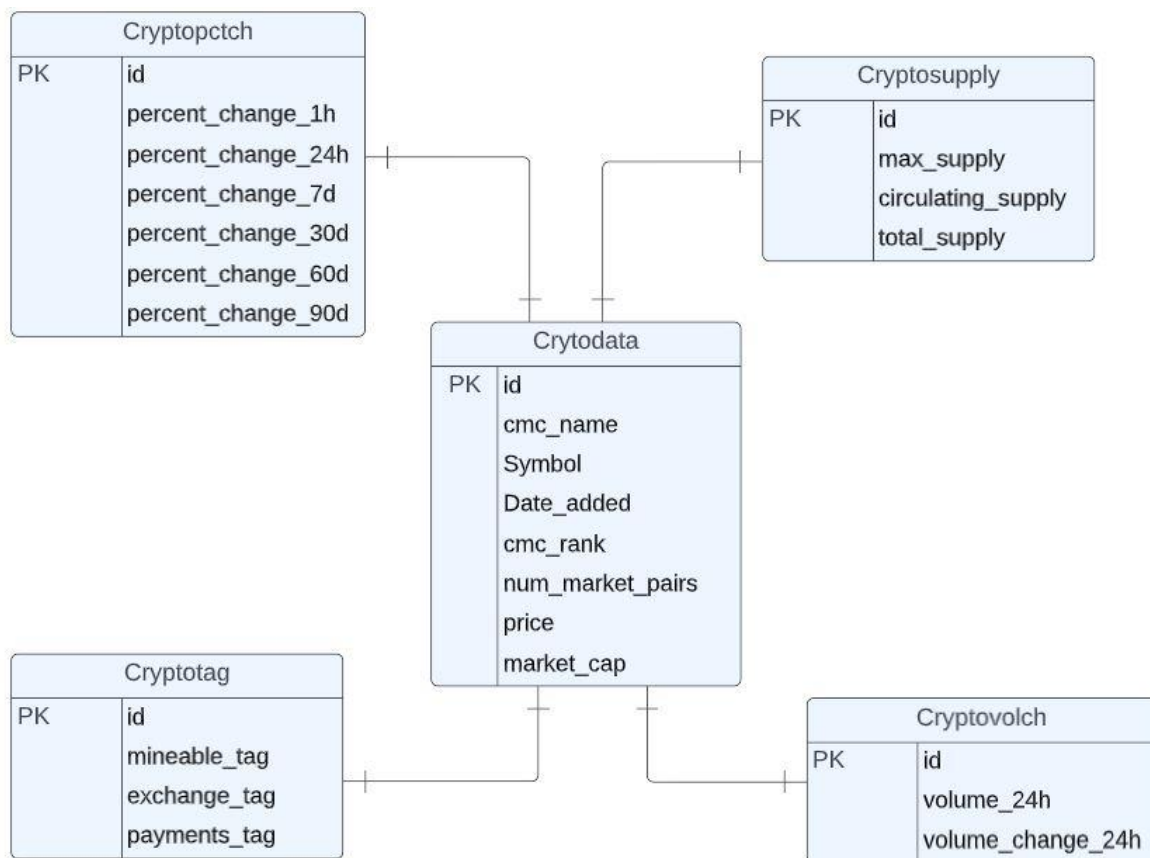 Cryptopctch
PK id
percent_change_1h
percent_change_24h
percent_change_7d
percent_change_30d
percent_change_60d
percent_change_90d
Cryptosupply
PK id
max_supply
circulating_supply
total_supply
Crytodata
PK id
cmc_name
Symbol
Date_added
cmc_rank
num_market_pairs
price
market_cap
Cryptotag
PK id
mineable_tag
exchange_tag
payments_tag
Cryptovolch
PK id
volume_24h
volume_change_24h